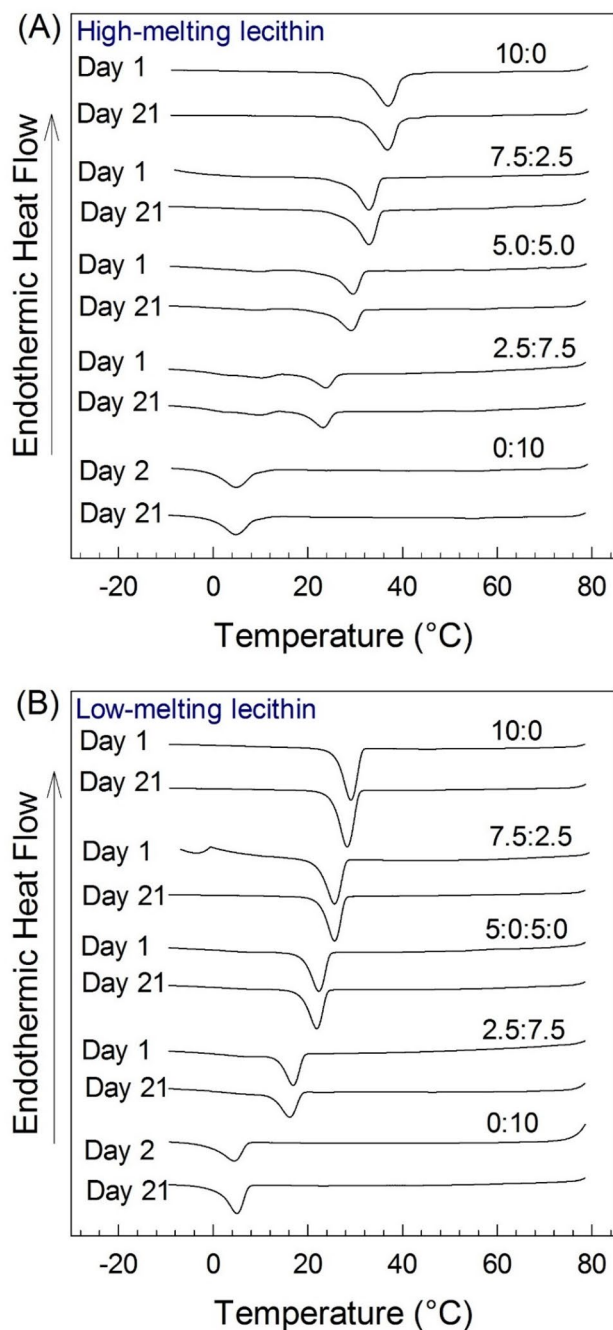 (A)
High-melting lecithin
Day 1
10:0
Day 21
Day 1
7.5:2.5
Day 21
Day 1
5.0:5.0
Day 21
Day 1
2.5:7.5
Day 21
Day 2
0:10
Day 21
Endothermic Heat Flow
-20 0 20 40 60 80
Temperature (°C)
(B)
Low-melting lecithin
Day 1
10:0
Day 21
Day 1
7.5:2.5
Day 21
Day 1
5:0:5:0
Day 21
Day 1
2.5:7.5
Day 21
Day 2
0:10
Day 21
Endothermic Heat Flow
-20 0 20 40 60 80
Temperature (°C)